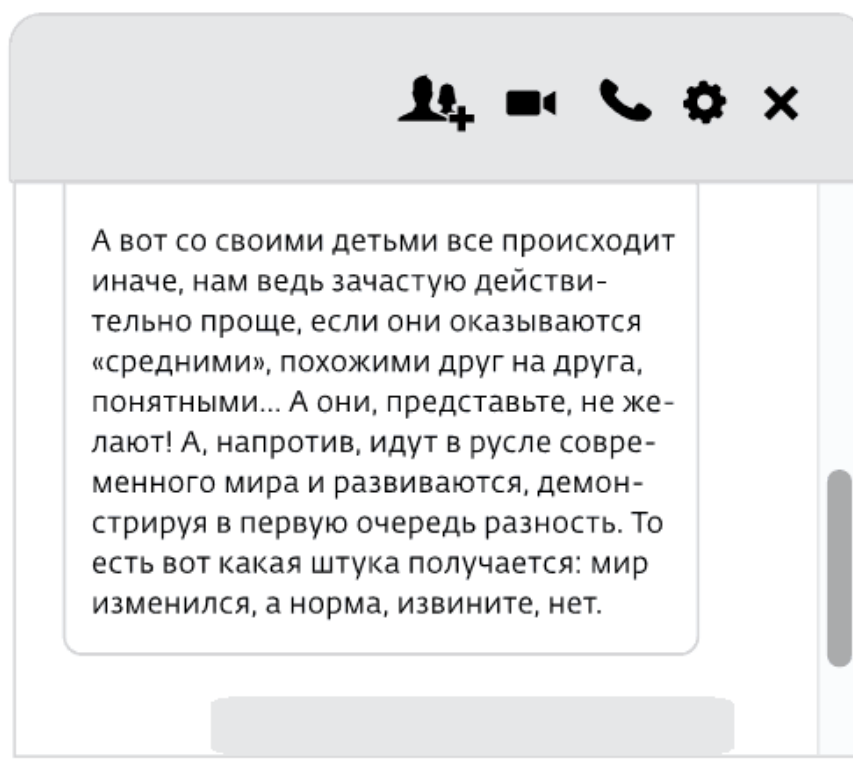 А вот со своими детьми все происходит
иначе, нам ведь зачастую действи-
тельно проще, если они оказываются
«средними», похожими друг на друга,
понятными... А они, представьте, не же-
лают! А, напротив, идут в русле совре-
менного мира и развиваются, демон-
стрируя в первую очередь разность. То
есть вот какая штука получается: мир
изменился, а норма, извините, нет.